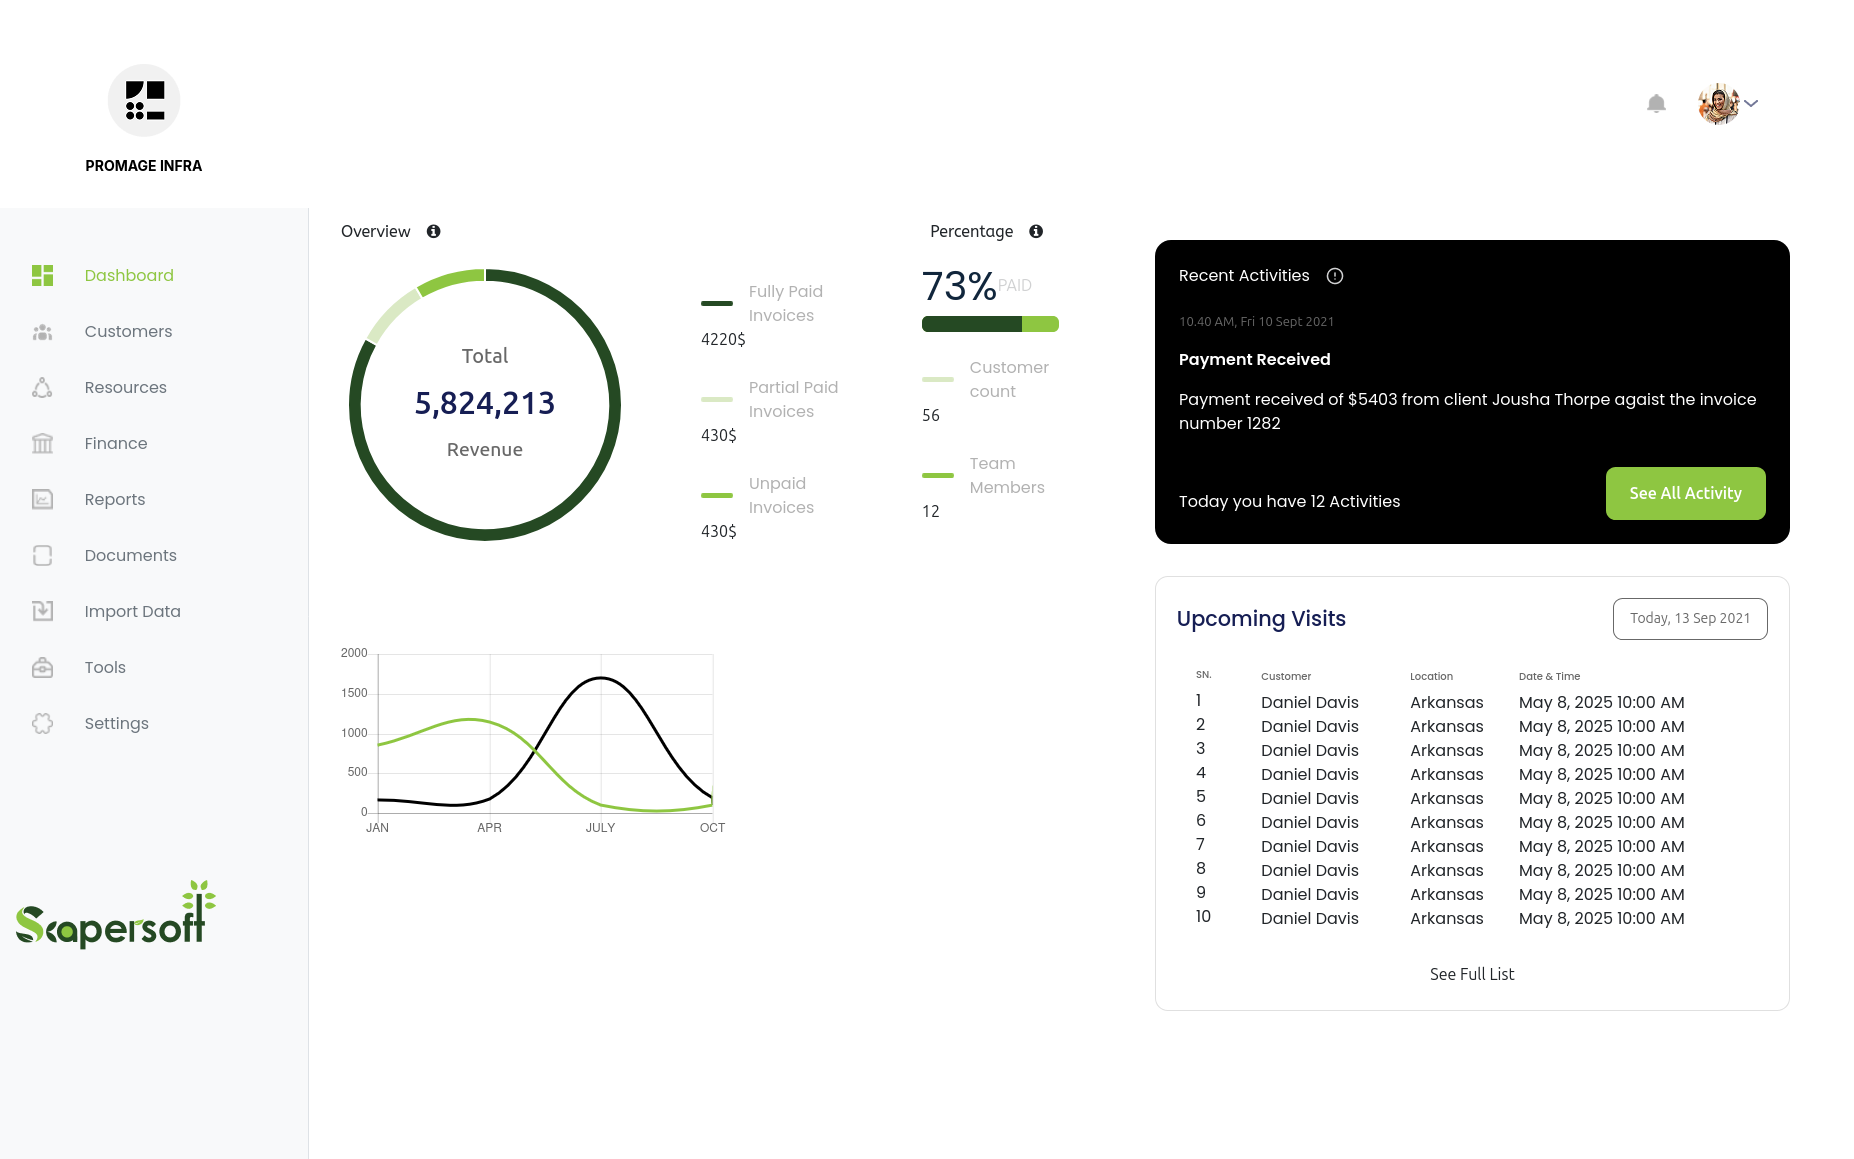 PROMAGE INFRA
Dashboard
Customers
Resources
Finance
Reports
Documents
Import Data
Tools
Settings
Scapersoft
Overview
Total
5,824,213
Revenue
Fully Paid
Invoices
4220$
Partial Paid
Invoices
430$
Unpaid
Invoices
430$
Percentage
73% PAID
Customer
count
56
Team
Members
12
2000
1500
1000
500
0
JAN APR JULY OCT
Recent Activities
10.40 AM, Fri 10 Sept 2021
Payment Received
Payment received of $5403 from client Jousha Thorpe agaist the invoice
number 1282
Today you have 12 Activities
See All Activity
Upcoming Visits
Today, 13 Sep 2021
SN. Customer Location Date & Time
1 Daniel Davis Arkansas May 8, 2025 10:00 AM
2 Daniel Davis Arkansas May 8, 2025 10:00 AM
3 Daniel Davis Arkansas May 8, 2025 10:00 AM
4 Daniel Davis Arkansas May 8, 2025 10:00 AM
5 Daniel Davis Arkansas May 8, 2025 10:00 AM
6 Daniel Davis Arkansas May 8, 2025 10:00 AM
7 Daniel Davis Arkansas May 8, 2025 10:00 AM
8 Daniel Davis Arkansas May 8, 2025 10:00 AM
9 Daniel Davis Arkansas May 8, 2025 10:00 AM
10 Daniel Davis Arkansas May 8, 2025 10:00 AM
See Full List